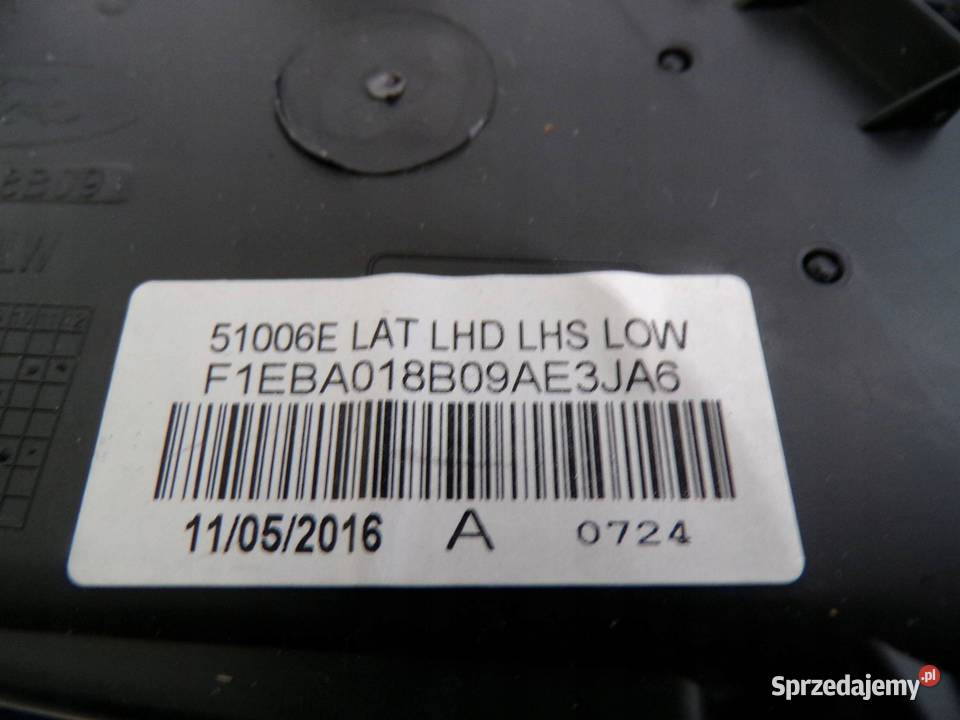 51006E LAT LHD LHS LOW
F1EBA018B09AE3JA6
11/05/2016 A 0724
Sprzedajemy.pl